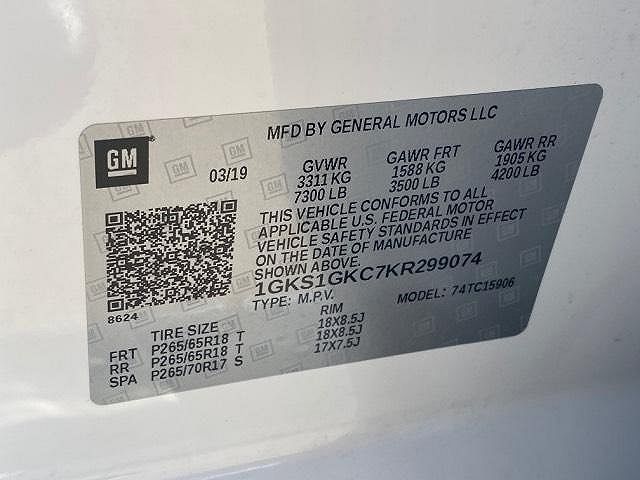 MFD BY GENERAL MOTORS LLC
GM
03/19
GVWR
3311 KG
7300 LB
GAWR FRT
1588 KG
3500 LB
GAWR RR
1905 KG
4200 LB
THIS VEHICLE CONFORMS TO ALL
APPLICABLE U.S. FEDERAL MOTOR
VEHICLE SAFETY STANDARDS IN EFFECT
ON THE DATE OF MANUFACTURE
SHOWN ABOVE.
1GKS1GKC7KR299074
TYPE: M.P.V. MODEL: 74TC15906
8624
TIRE SIZE RIM
FRT P265/65R18 T 18X8.5J
RR P265/65R18 T 18X8.5J
SPA P265/70R17 S 17X7.5J